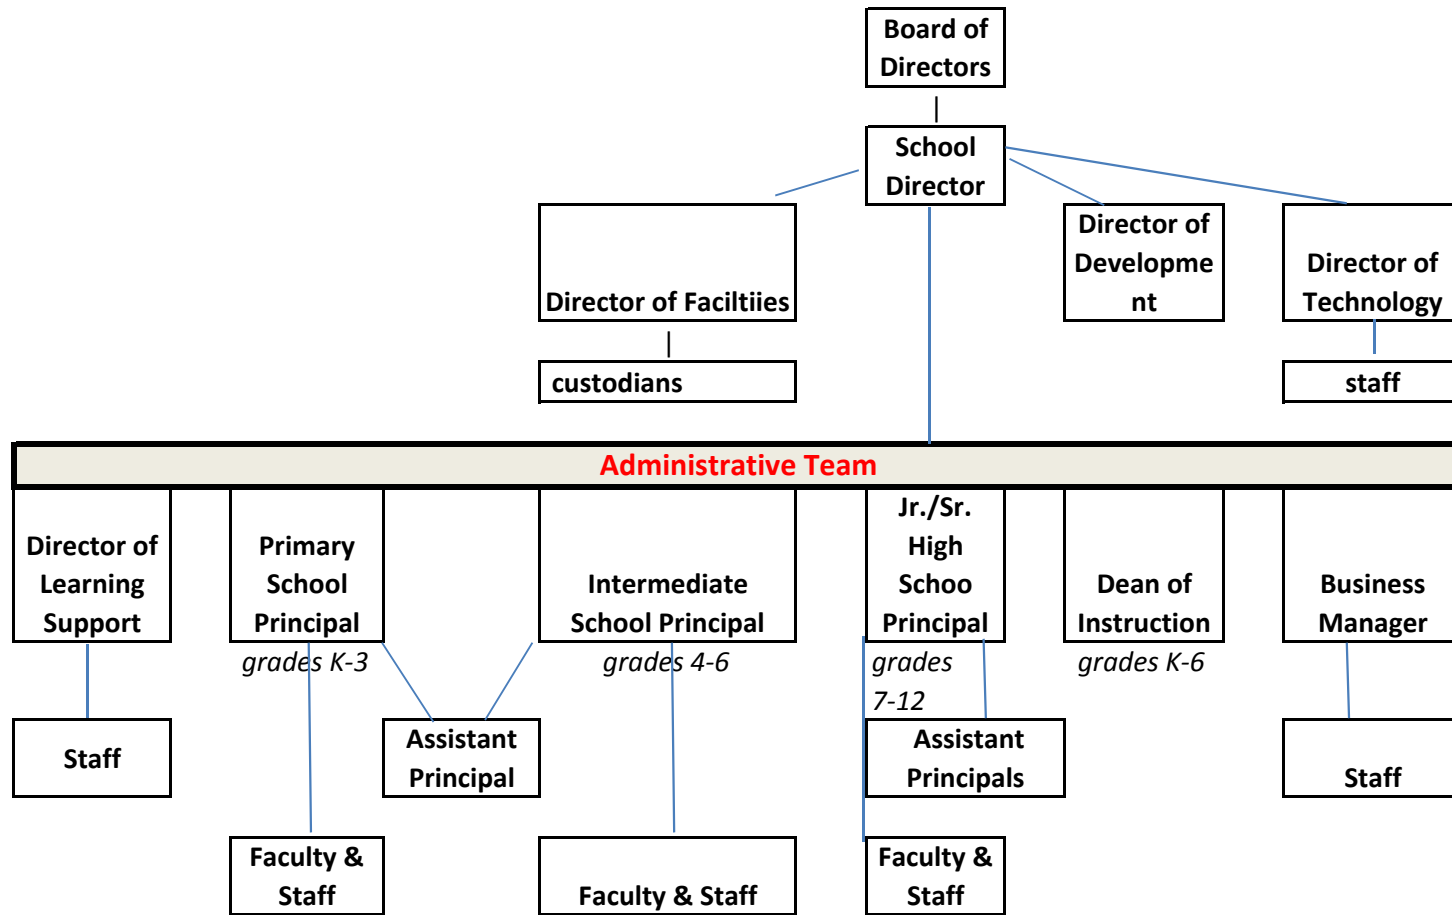 Board of
Directors
School
Director
Director of Faciltiies
Director of
Developme
nt
Director of
Technology
custodians
staff
Administrative Team
Director of
Learning
Support
Primary
School
Principal
grades K-3
Intermediate
School Principal
grades 4-6
Jr./Sr.
High
Schoo
Principal
grades
7-12
Dean of
Instruction
grades K-6
Business
Manager
Staff
Assistant
Principal
Assistant
Principals
Staff
Faculty &
Staff
Faculty & Staff
Faculty &
Staff